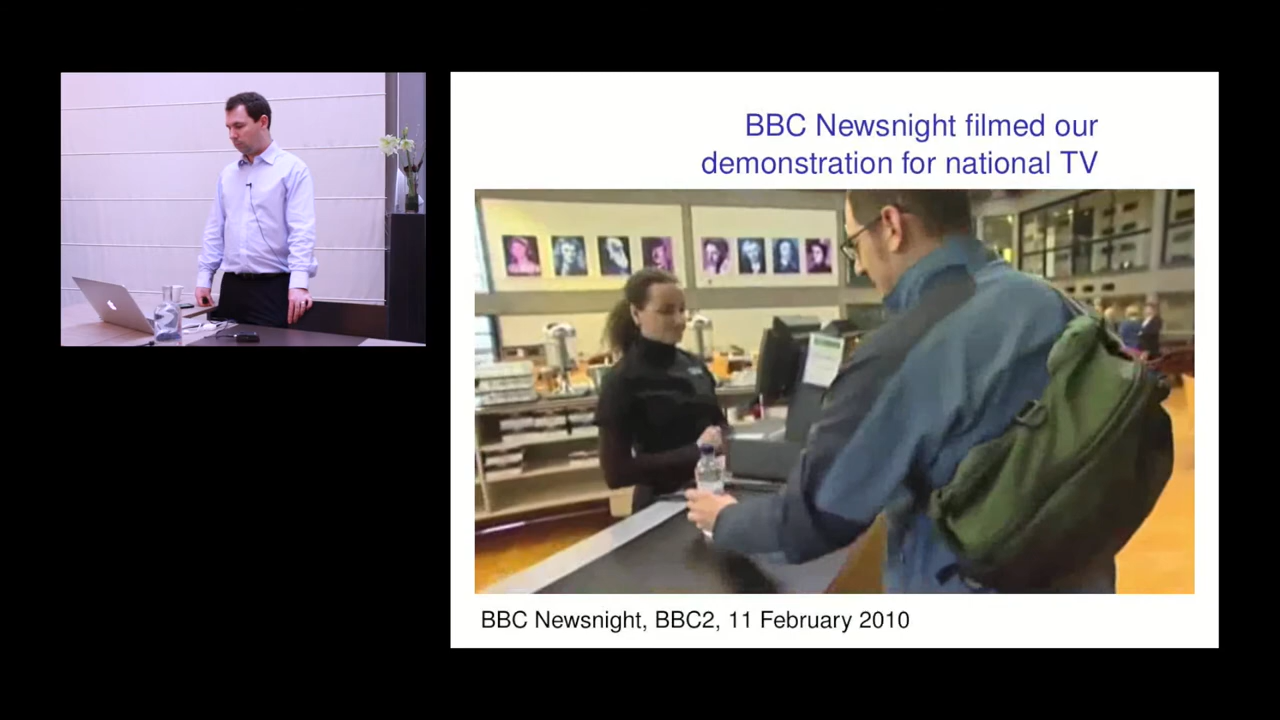 BBC Newsnight filmed our
demonstration for national TV
BBC Newsnight, BBC2, 11 February 2010